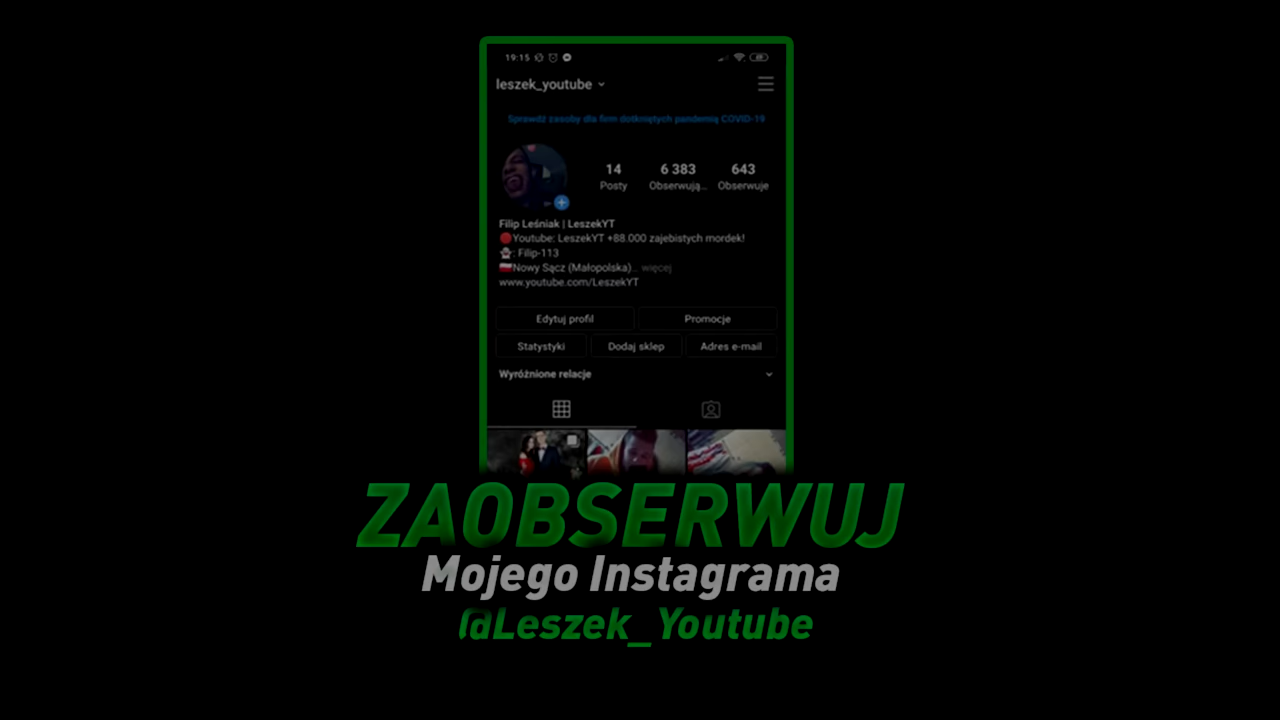 19:15
leszek_youtube
Sprawdź zasoby dla firm dotkniętych pandemią COVID-19
14 6 383 643
Posty Obserwują... Obserwuje
Filip Leśniak | LeszekYT
Youtube: LeszekYT +88.000 zajebistych mordek!
: Filip-113
Nowy Sącz (Małopolska)... więcej
www.youtube.com/LeszekYT
Edytuj profil Promocje
Statystyki Dodaj sklep Adres e-mail
Wyróżnione relacje
ZAOBSERWUJ
Mojego Instagrama
@Leszek_Youtube